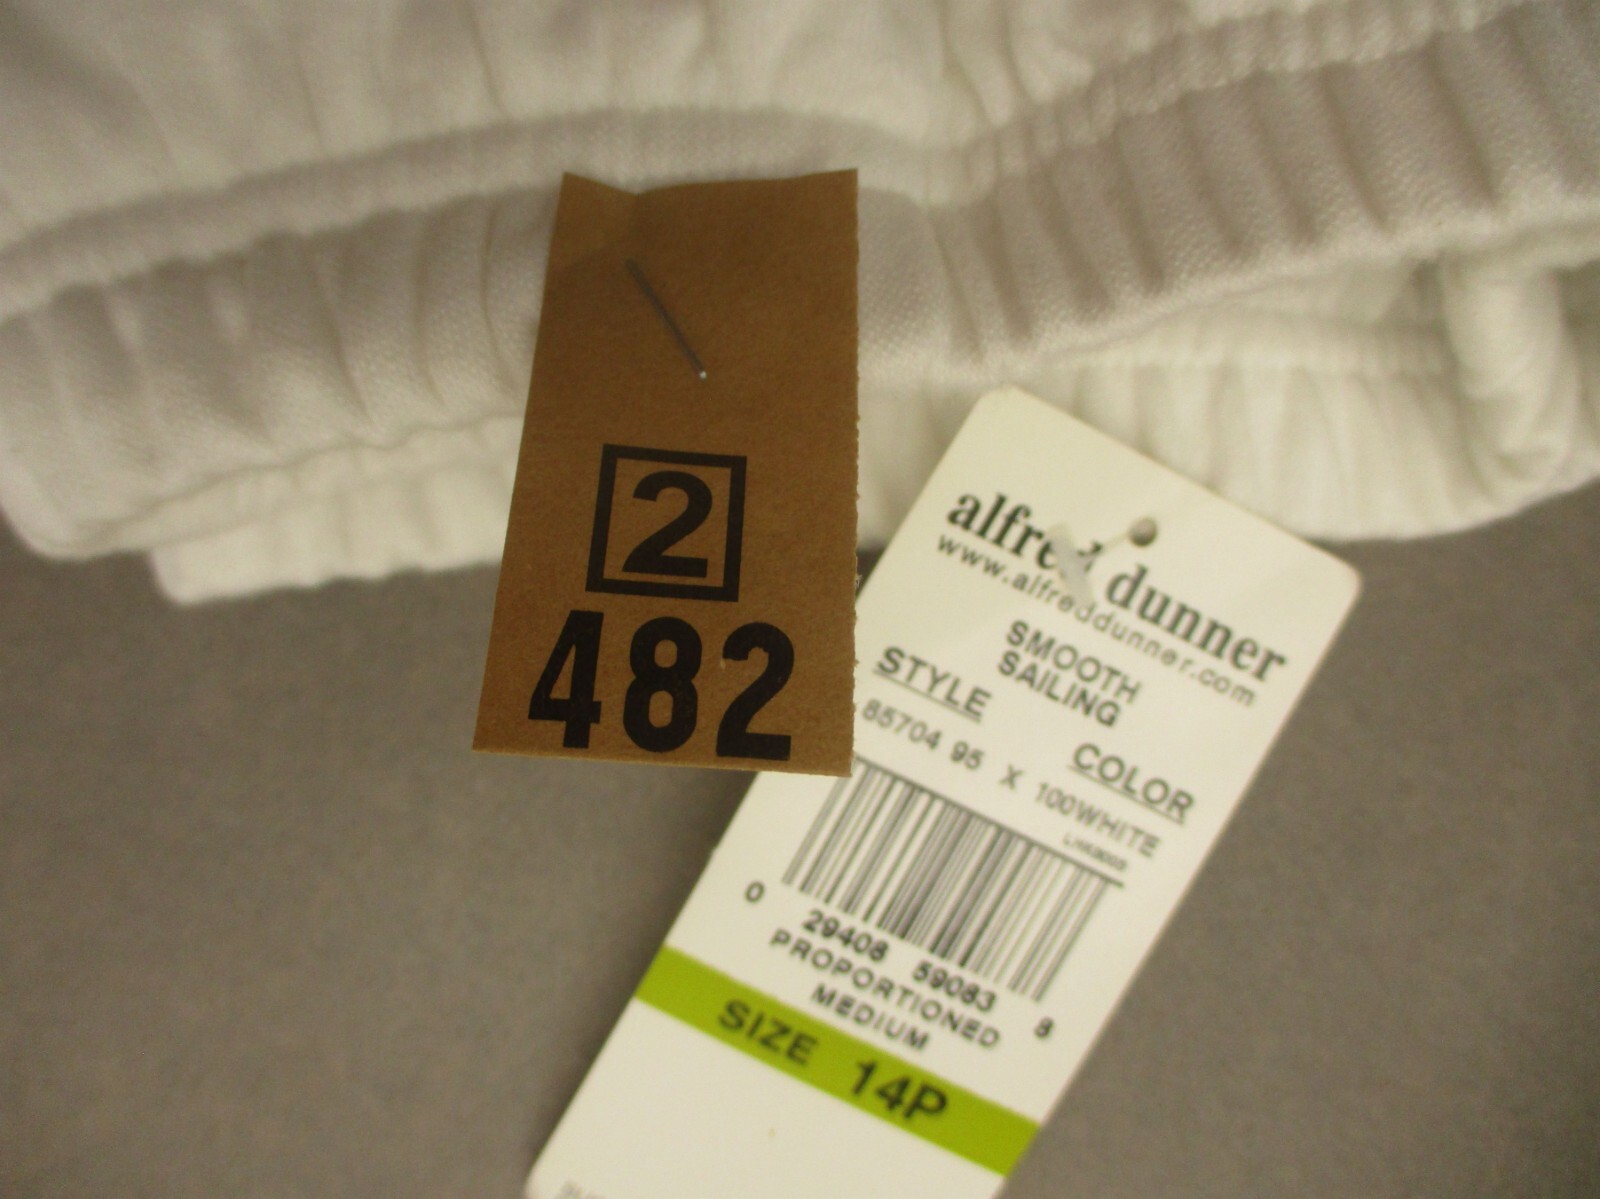 2
482
alfred dunner
www.alfreddunner.com
SMOOTH
SAILING
STYLE
COLOR
85704 95 X 100WHITE
0 29408 59083 8
PROPORTIONED
MEDIUM
SIZE 14P